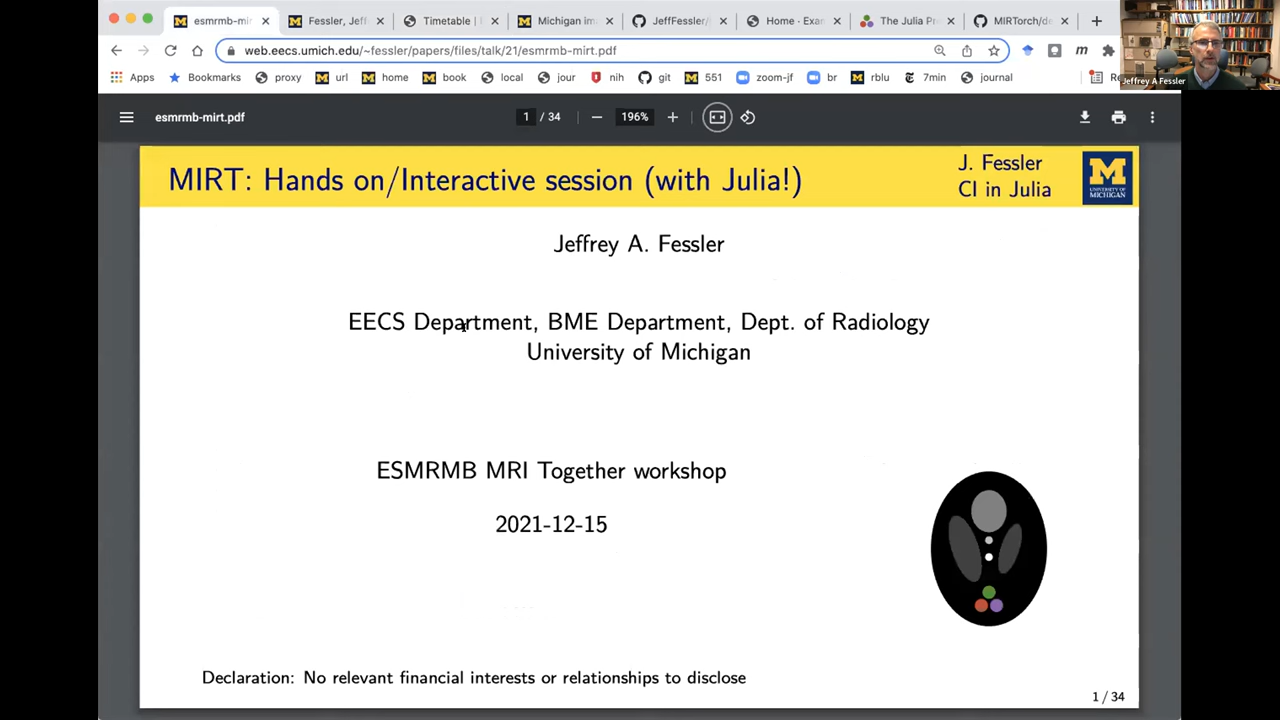 esmrmb-mir
Fessler, Jeff
Timetable |
Michigan im
JeffFessler/
Home · Exa
The Julia Pr
MIRTorch/d
web.eecs.umich.edu/~fessler/papers/files/talk/21/esmrmb-mirt.pdf
Apps
Bookmarks
proxy
url
home
book
local
jour
nih
git
551
zoom-jf
br
rblu
7min
journal
Jeffrey A Fessler
esmrmb-mirt.pdf
1 / 34
196%
MIRT: Hands on/Interactive session (with Julia!)
J. Fessler
CI in Julia
M
UNIVERSITY OF
MICHIGAN
Jeffrey A. Fessler
EECS Department, BME Department, Dept. of Radiology
University of Michigan
ESMRMB MRI Together workshop
2021-12-15
Declaration: No relevant financial interests or relationships to disclose
1 / 34